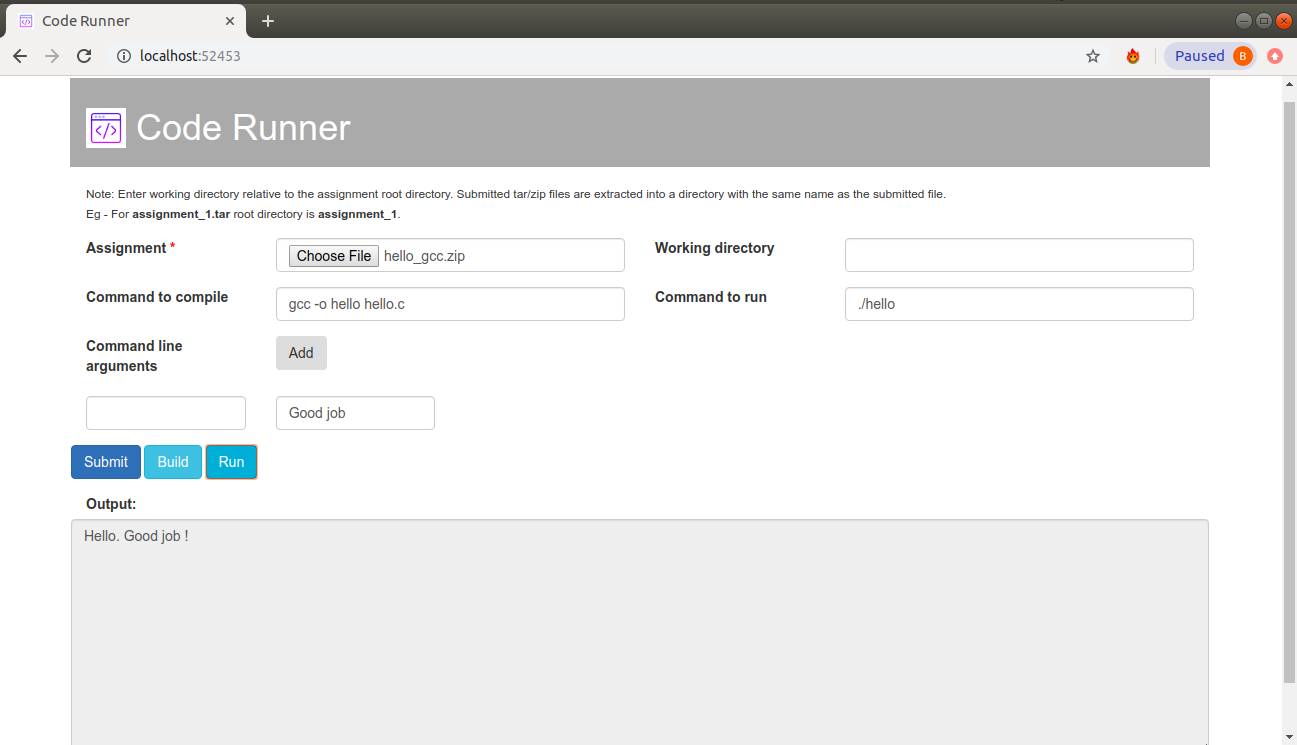 Code Runner
localhost:52453
Paused B
Code Runner
Note: Enter working directory relative to the assignment root directory. Submitted tar/zip files are extracted into a directory with the same name as the submitted file.
Eg - For assignment_1.tar root directory is assignment_1.
Assignment * Choose File hello_gcc.zip Working directory
Command to compile gcc -o hello hello.c Command to run ./hello
Command line
arguments
Add
Good job
Submit Build Run
Output:
Hello. Good job !